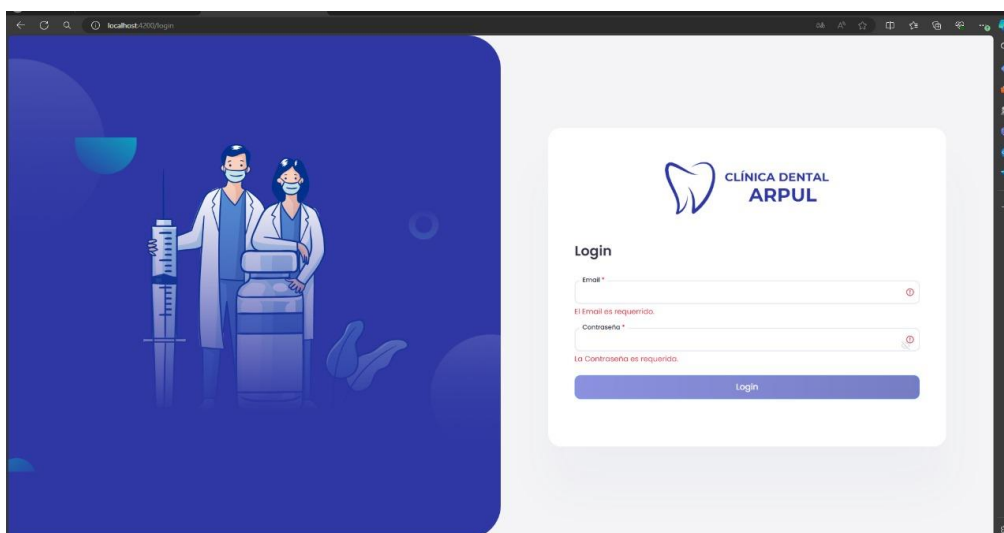 localhost:4200/login
CLÍNICA DENTAL
ARPUL
Login
Email *
El Email es requerrido.
Contraseña *
La Contraseña es requerida.
Login